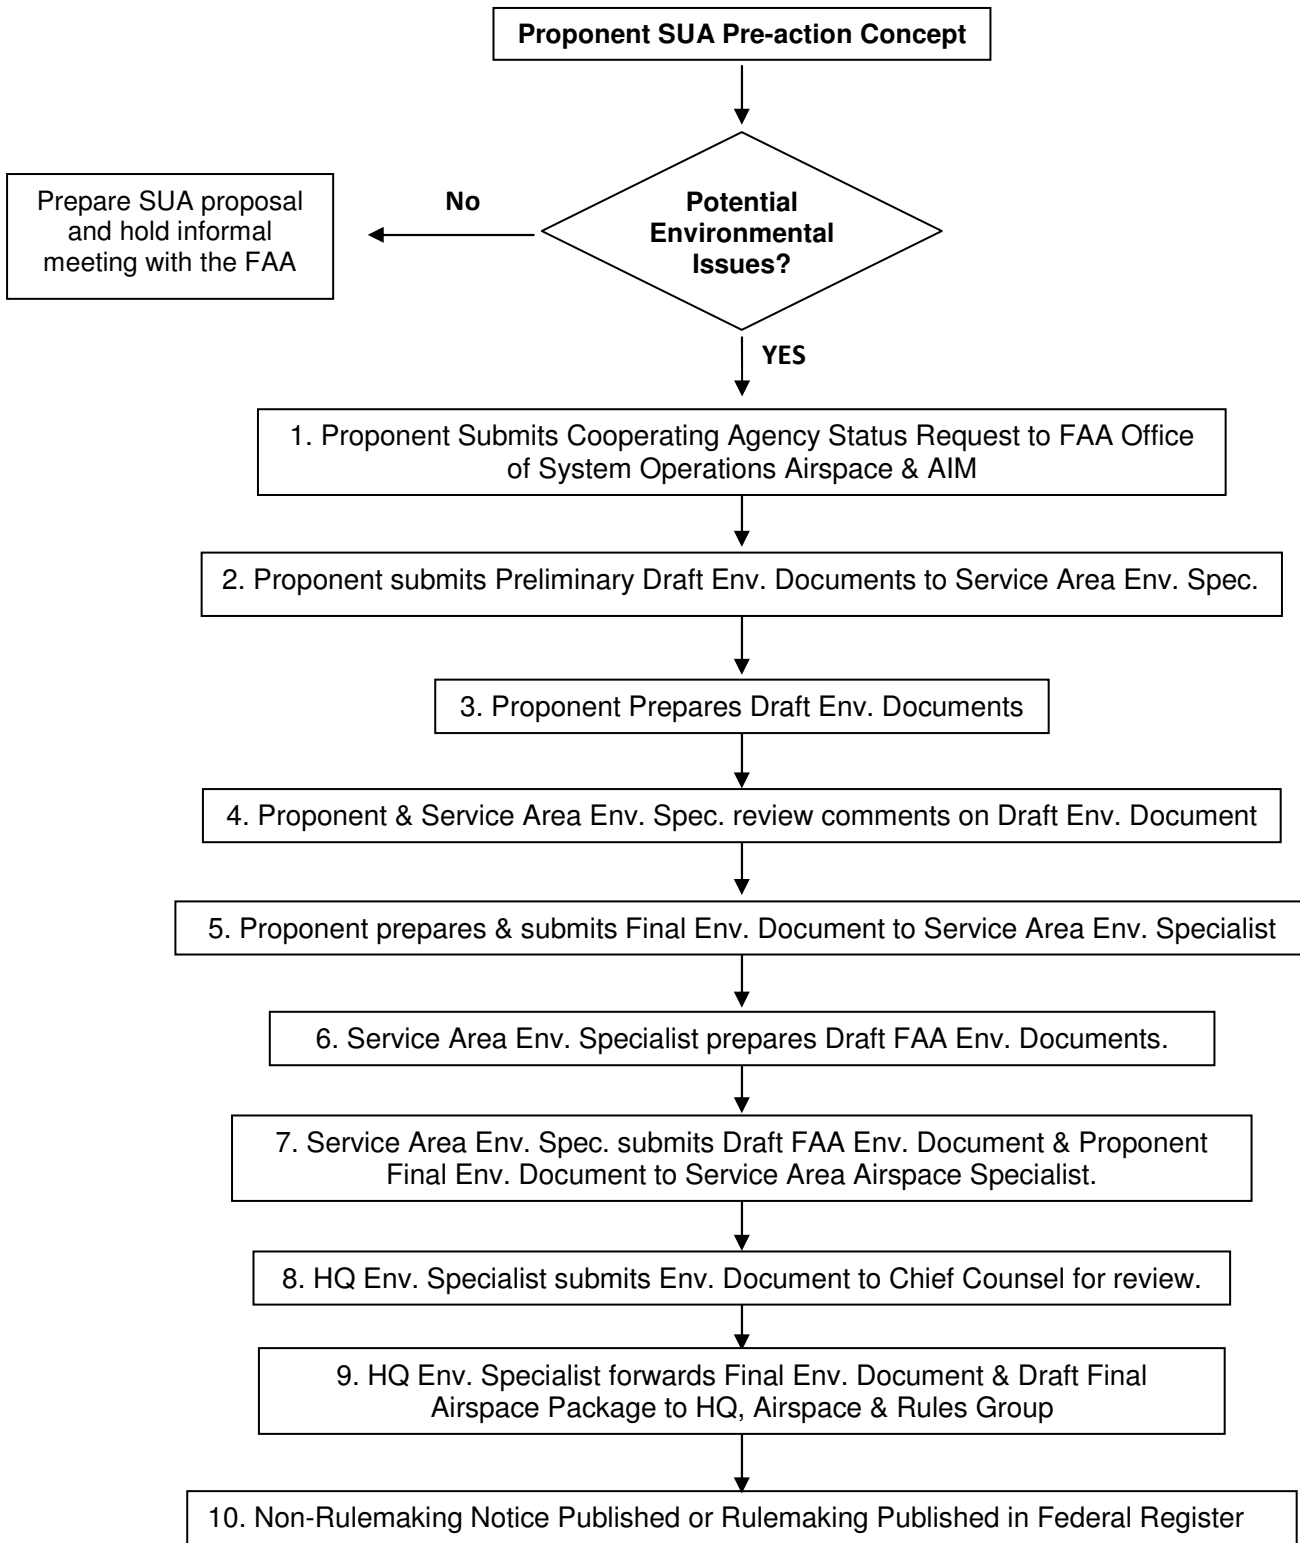 Proponent SUA Pre-action Concept
Prepare SUA proposal
and hold informal
meeting with the FAA
No
Potential
Environmental
Issues?
YES
1. Proponent Submits Cooperating Agency Status Request to FAA Office
of System Operations Airspace & AIM
2. Proponent submits Preliminary Draft Env. Documents to Service Area Env. Spec.
3. Proponent Prepares Draft Env. Documents
4. Proponent & Service Area Env. Spec. review comments on Draft Env. Document
5. Proponent prepares & submits Final Env. Document to Service Area Env. Specialist
6. Service Area Env. Specialist prepares Draft FAA Env. Documents.
7. Service Area Env. Spec. submits Draft FAA Env. Document & Proponent
Final Env. Document to Service Area Airspace Specialist.
8. HQ Env. Specialist submits Env. Document to Chief Counsel for review.
9. HQ Env. Specialist forwards Final Env. Document & Draft Final
Airspace Package to HQ, Airspace & Rules Group
10. Non-Rulemaking Notice Published or Rulemaking Published in Federal Register